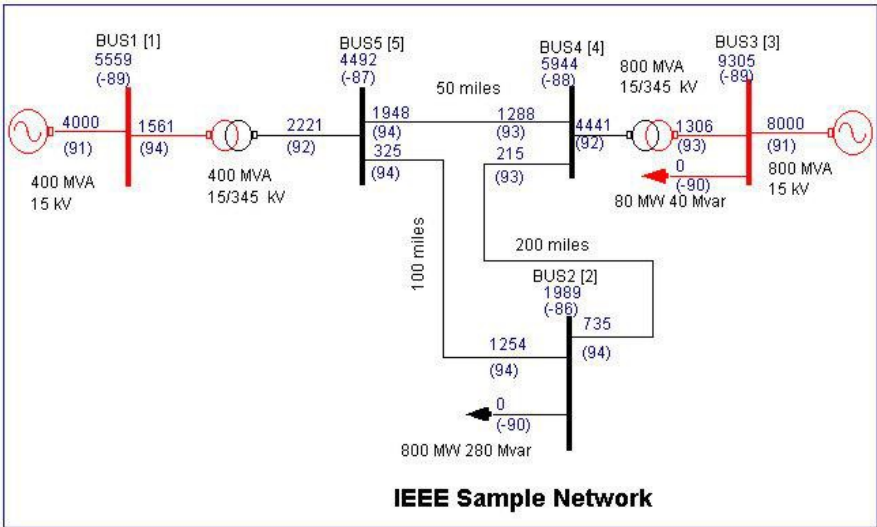 BUS1 [1]
5559
(-89)
4000
(91)
1561
(94)
400 MVA
15 kV
400 MVA
15/345 kV
2221
(92)
BUS5 [5]
4492
(-87)
1948
(94)
325
(94)
50 miles
100 miles
BUS4 [4]
5944
(-88)
1288
(93)
215
(93)
4441
(92)
800 MVA
15/345 kV
BUS3 [3]
9305
(-89)
1306
(93)
8000
(91)
0
(-90)
800 MVA
15 kV
80 MW 40 Mvar
200 miles
BUS2 [2]
1989
(-86)
735
(94)
1254
(94)
0
(-90)
800 MW 280 Mvar
IEEE Sample Network